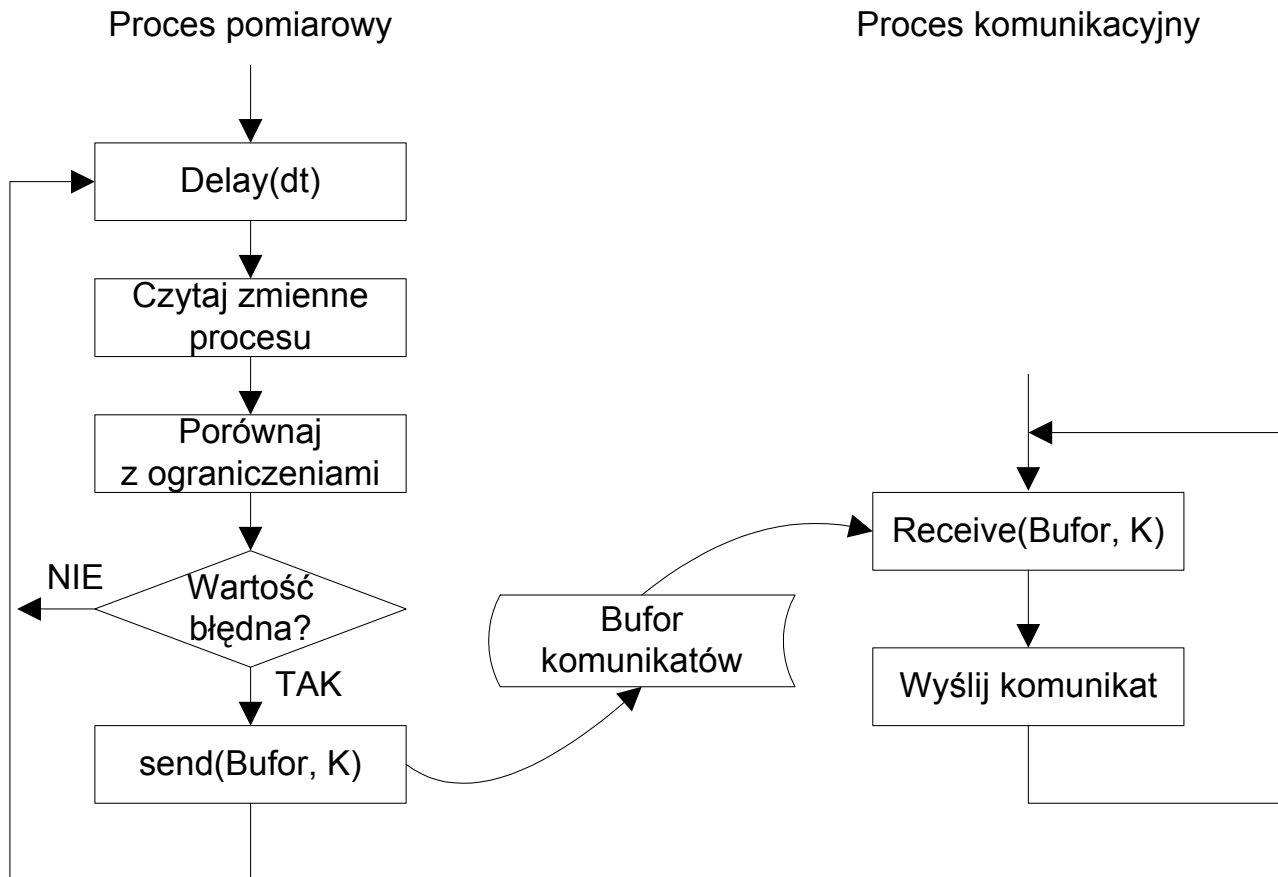 Proces pomiarowy
Proces komunikacyjny
Delay(dt)
Czytaj zmienne
procesu
Porównaj
z ograniczeniami
NIE
Wartość
błędna?
TAK
send(Bufor, K)
Bufor
komunikatów
Receive(Bufor, K)
Wyślij komunikat